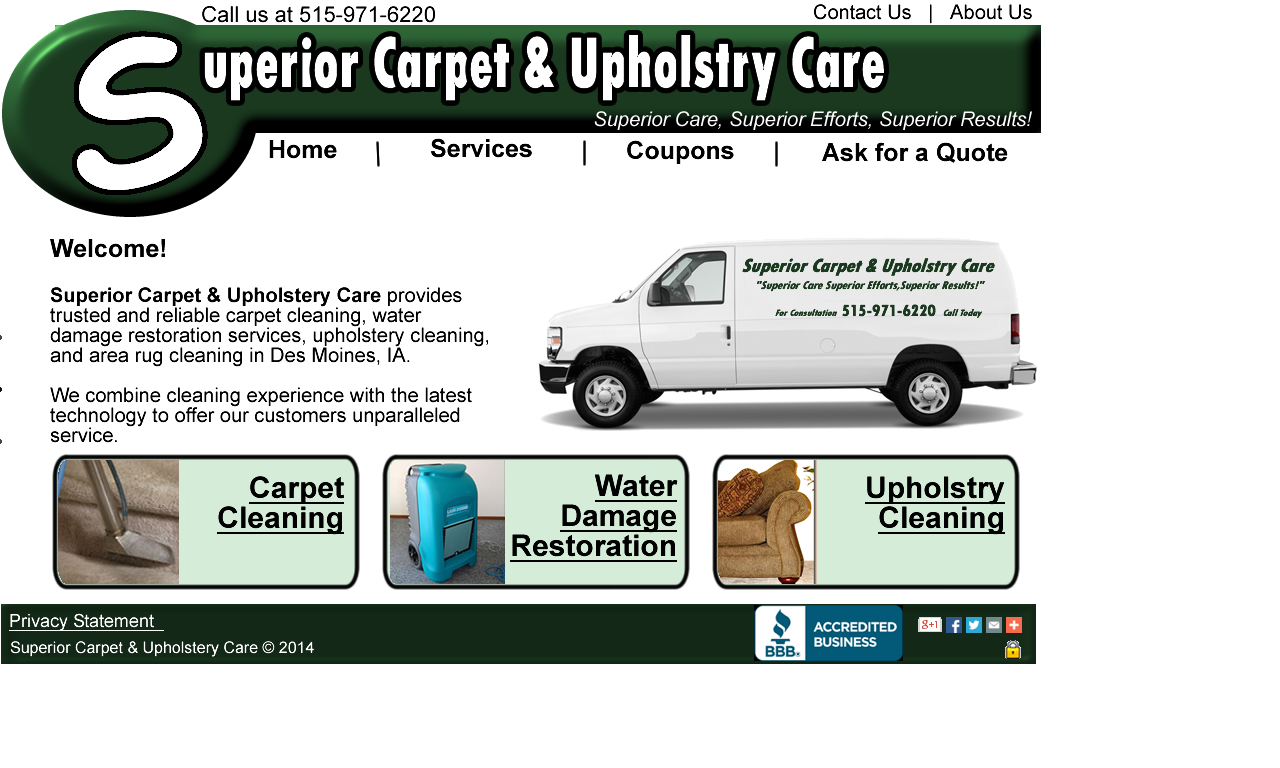 Call us at 515-971-6220
Contact Us | About Us
Superior Carpet & Upholstry Care
Superior Care, Superior Efforts, Superior Results!
Home | Services | Coupons | Ask for a Quote
Welcome!
Superior Carpet & Upholstery Care provides
trusted and reliable carpet cleaning, water
damage restoration services, upholstery cleaning,
and area rug cleaning in Des Moines, IA.
We combine cleaning experience with the latest
technology to offer our customers unparalleled
service.
Superior Carpet & Upholstry Care
"Superior Care Superior Efforts,Superior Results!"
For Consultation 515-971-6220 Call Today
Carpet
Cleaning
Water
Damage
Restoration
Upholstry
Cleaning
Privacy Statement
Superior Carpet & Upholstery Care © 2014
BBB
ACCREDITED
BUSINESS
g+1